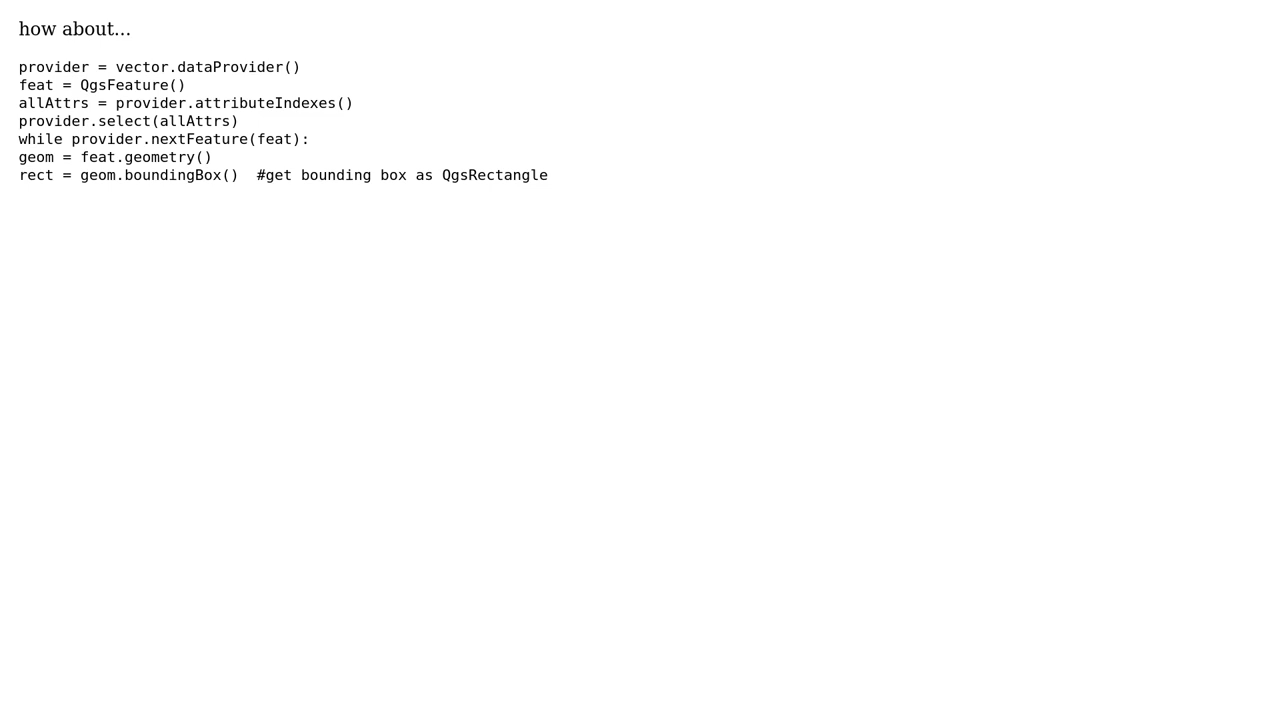 how about...
provider = vector.dataProvider()
feat = QgsFeature()
allAttrs = provider.attributeIndexes()
provider.select(allAttrs)
while provider.nextFeature(feat):
geom = feat.geometry()
rect = geom.boundingBox()  #get bounding box as QgsRectangle